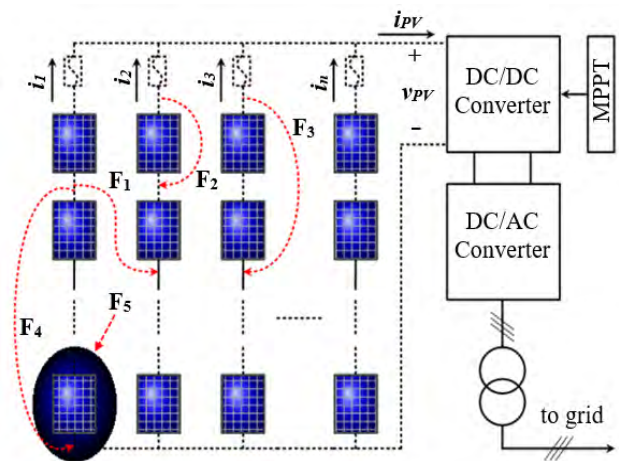 i₁
i₂
i₃
iₙ
i_PV
+
v_PV
−
DC/DC
Converter
MPPT
F₃
F₁
F₂
DC/AC
Converter
F₄
F₅
to grid